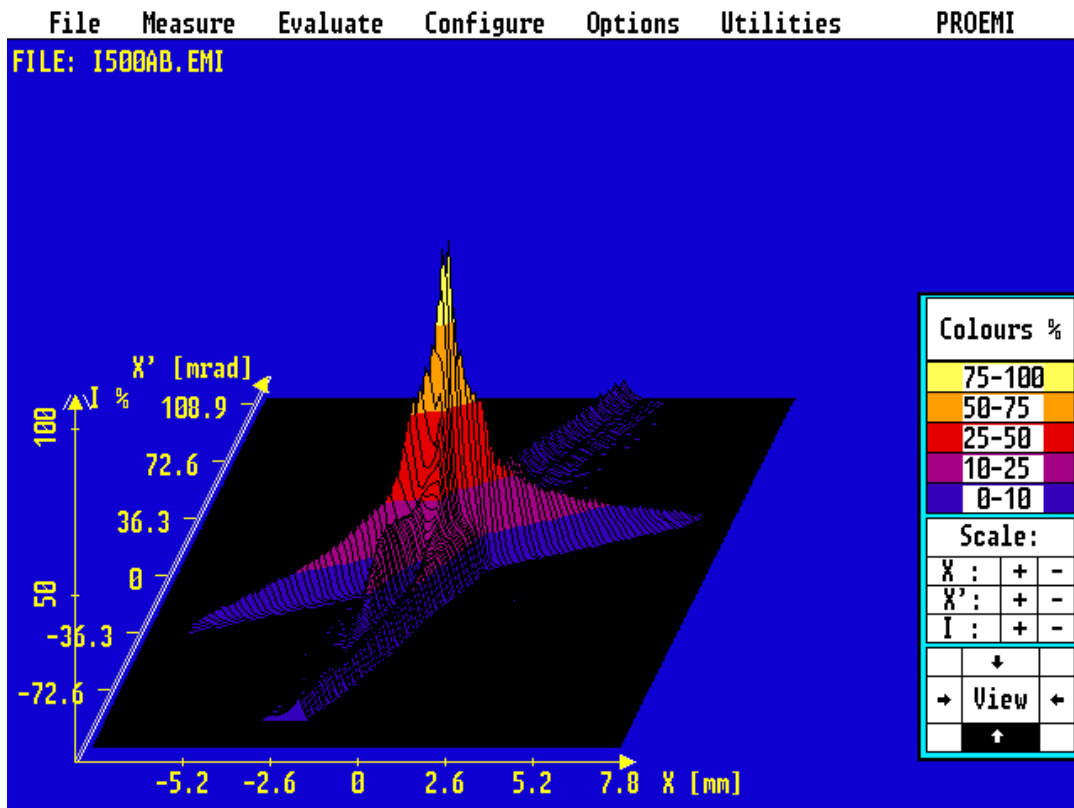 File Measure Evaluate Configure Options Utilities PROEMI
FILE: I500AB.EMI
X' [mrad]
I %
108.9
72.6
36.3
0
-36.3
-72.6
100
50
-5.2 -2.6 0 2.6 5.2 7.8 X [mm]
Colours %
75-100
50-75
25-50
10-25
0-10
Scale:
X : + -
X': + -
I : + -
↓
→ View ←
↑